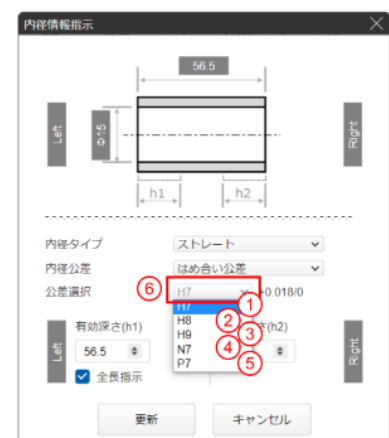 内径情報指示
56.5
Left
Φ15
Right
h1
h2
内径タイプ
ストレート
内径公差
はめ合い公差
公差選択
⑥
H7
+0.018/0
H7
①
H8
②
H9
③
N7
④
P7
⑤
有効深さ(h1)
さ(h2)
Left
56.5
Right
全長指示
更新
キャンセル